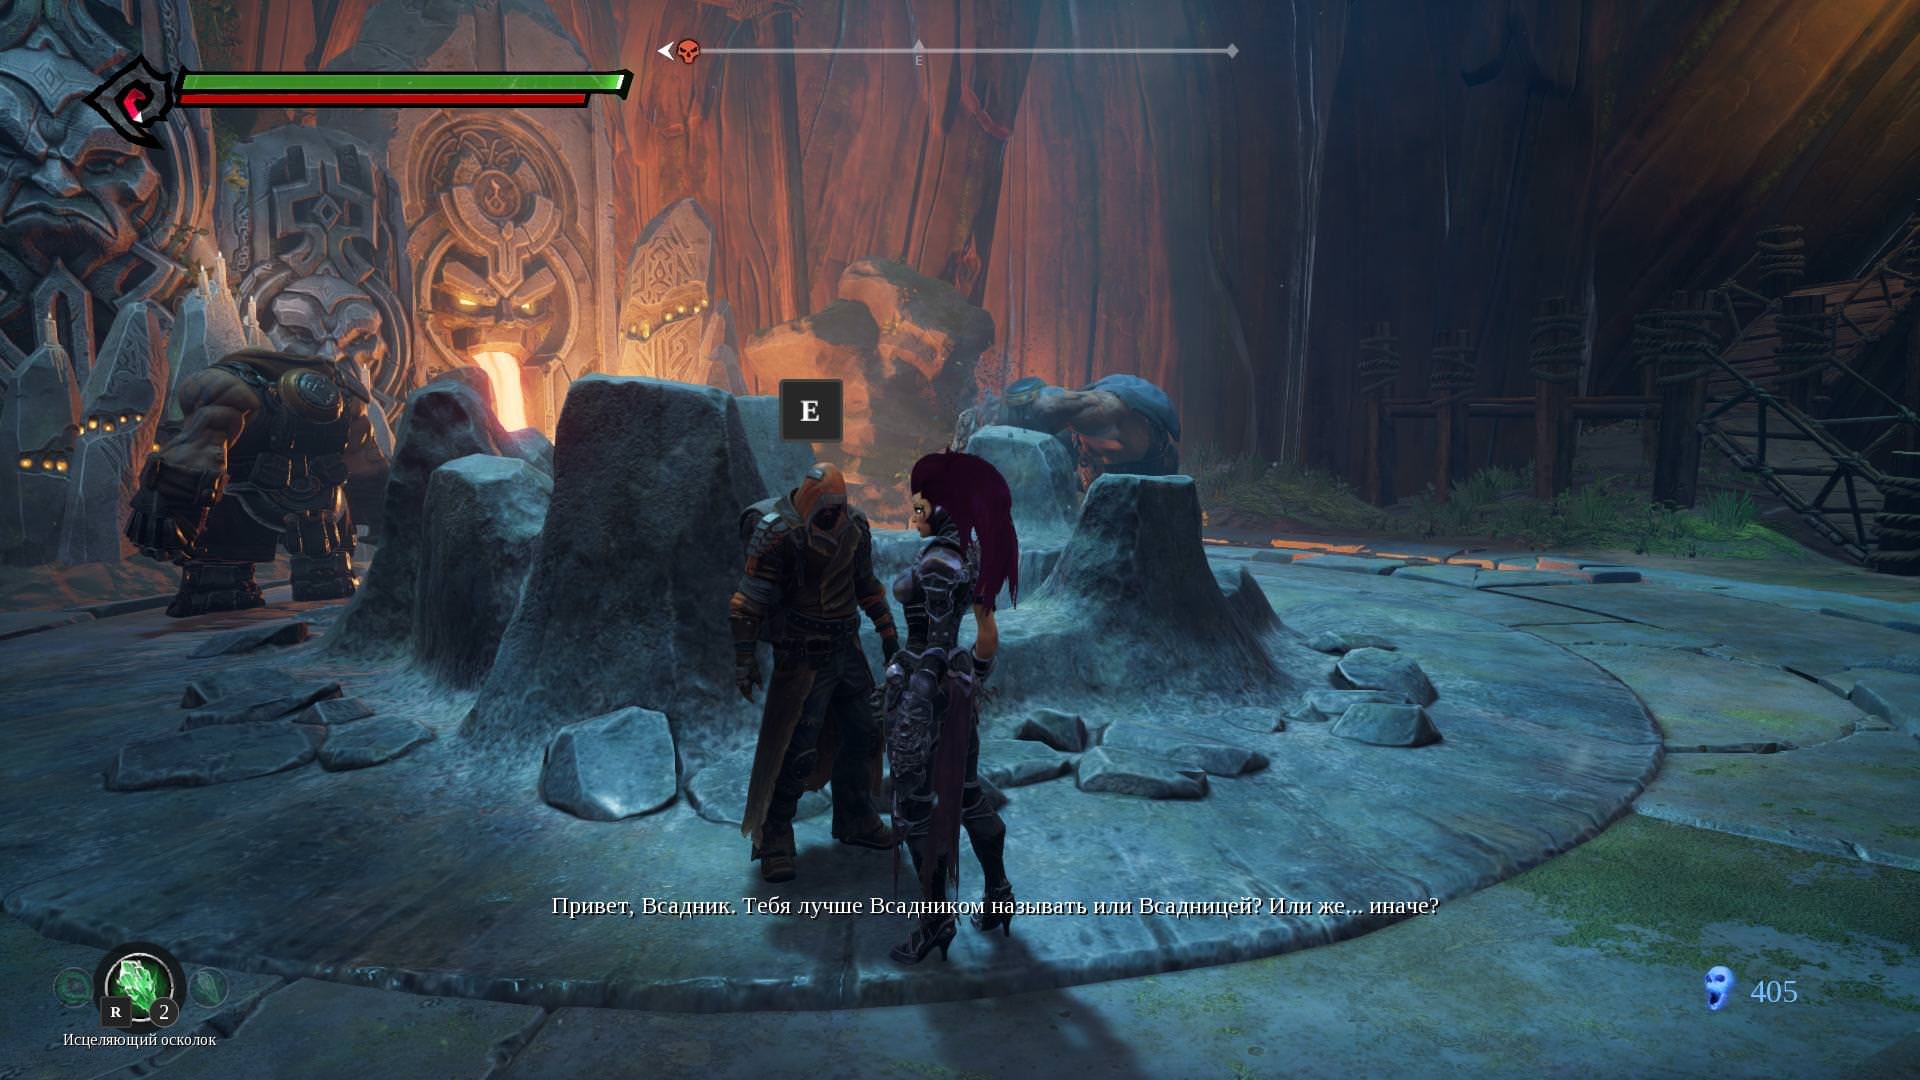 E
E
Привет, Всадник. Тебя лучше Всадником называть или Всадницей? Или же... иначе?
405
R
2
Исцеляющий осколок